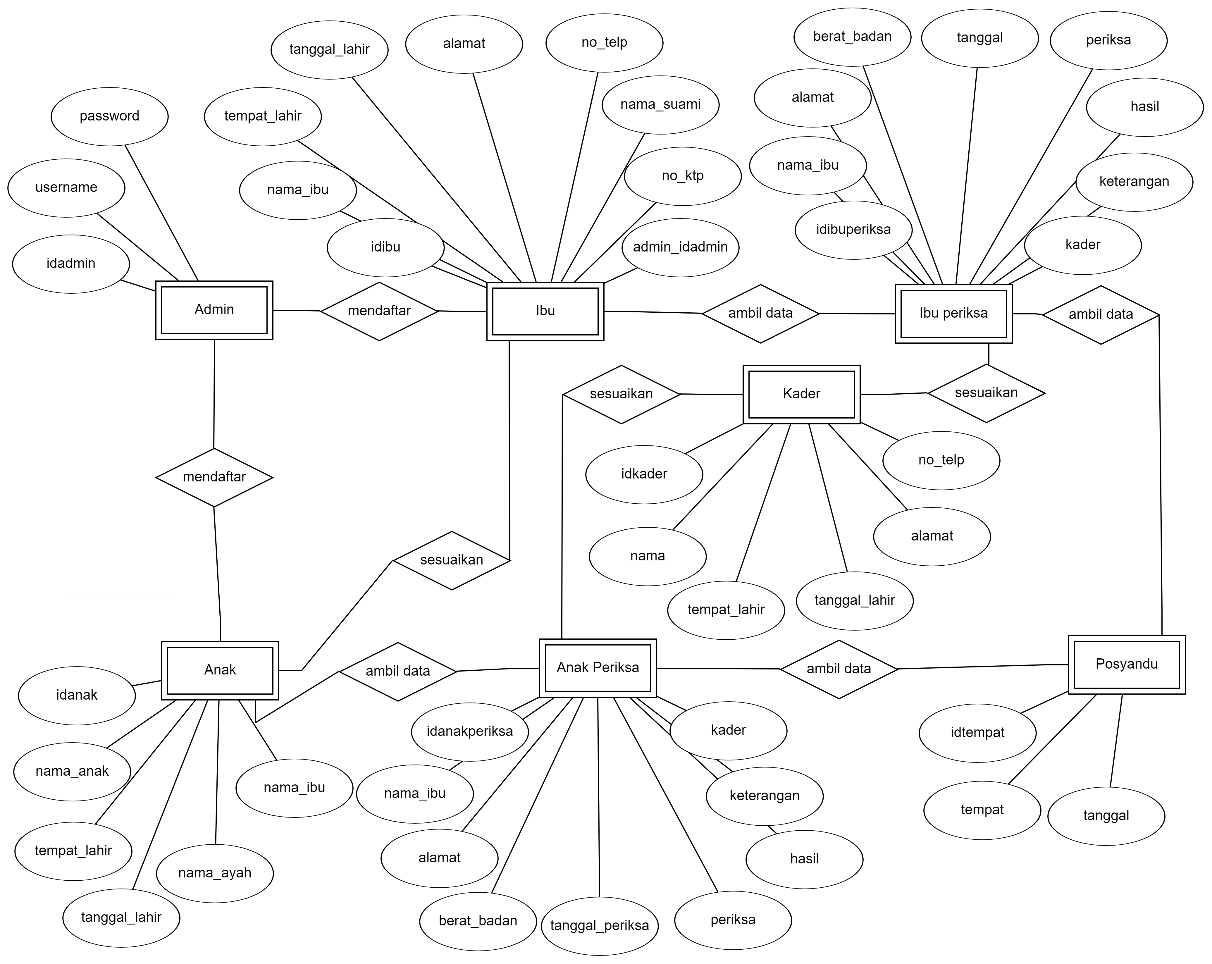 berat_badan
tanggal
periksa
tanggal_lahir
alamat
no_telp
alamat
hasil
password
tempat_lahir
nama_suami
nama_ibu
keterangan
username
nama_ibu
no_ktp
idibuperiksa
kader
idadmin
idibu
admin_idadmin
Admin
mendaftar
Ibu
ambil data
Ibu periksa
ambil data
sesuaikan
Kader
sesuaikan
idkader
no_telp
mendaftar
nama
alamat
sesuaikan
tempat_lahir
tanggal_lahir
Anak
ambil data
Anak Periksa
ambil data
Posyandu
idanak
idanakperiksa
kader
idtempat
nama_anak
nama_ibu
nama_ibu
keterangan
tempat
tanggal
tempat_lahir
nama_ayah
alamat
hasil
tanggal_lahir
berat_badan
tanggal_periksa
periksa